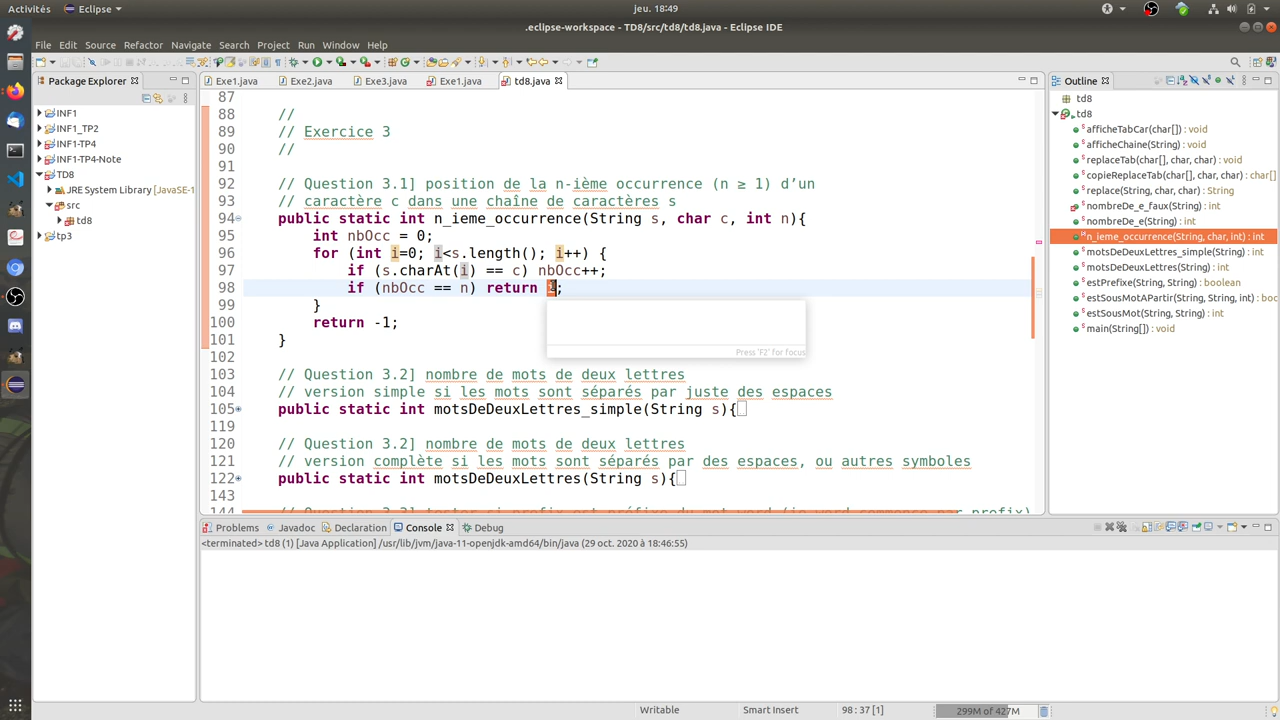 Activités Eclipse jeu. 18:49
.eclipse-workspace - TD8/src/td8/td8.java - Eclipse IDE
File Edit Source Refactor Navigate Search Project Run Window Help
Package Explorer
INF1
INF1_TP2
INF1-TP4
INF1-TP4-Note
TD8
JRE System Library [JavaSE-1
src
td8
tp3
Exe1.java Exe2.java Exe3.java Exe1.java td8.java
87
88 //
89 // Exercice 3
90 //
91
92 // Question 3.1] position de la n-ième occurrence (n ≥ 1) d’un
93 // caractère c dans une chaîne de caractères s
94 public static int n_ieme_occurrence(String s, char c, int n){
95 int nbOcc = 0;
96 for (int i=0; i<s.length(); i++) {
97 if (s.charAt(i) == c) nbOcc++;
98 if (nbOcc == n) return i;
99 }
100 return -1;
101 }
102
103 // Question 3.2] nombre de mots de deux lettres
104 // version simple si les mots sont séparés par juste des espaces
105 public static int motsDeDeuxLettres_simple(String s){
119
120 // Question 3.2] nombre de mots de deux lettres
121 // version complète si les mots sont séparés par des espaces, ou autres symboles
122 public static int motsDeDeuxLettres(String s){
143
Press 'F2' for focus
Outline
td8
td8
afficheTabCar(char[]) : void
afficheChaine(String) : void
replaceTab(char[], char, char) : void
copieReplaceTab(char[], char, char) : char[]
replace(String, char, char) : String
nombreDe_e_faux(String) : int
nombreDe_e(String) : int
n_ieme_occurrence(String, char, int) : int
motsDeDeuxLettres_simple(String) : int
motsDeDeuxLettres(String) : int
estPrefixe(String, String) : boolean
estSousMotAPartir(String, String, int) : boolean
estSousMot(String, String) : int
main(String[]) : void
Problems Javadoc Declaration Console Debug
<terminated> td8 (1) [Java Application] /usr/lib/jvm/java-11-openjdk-amd64/bin/java (29 oct. 2020 à 18:46:55)
Writable Smart Insert 98 : 37 [1] 299M of 427M